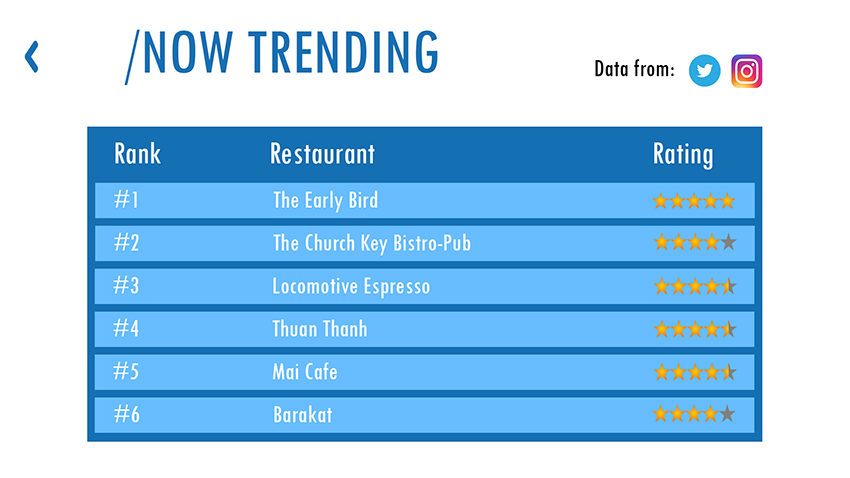 /NOW TRENDING
Data from:
Rank Restaurant Rating
#1 The Early Bird
#2 The Church Key Bistro-Pub
#3 Locomotive Espresso
#4 Thuan Thanh
#5 Mai Cafe
#6 Barakat